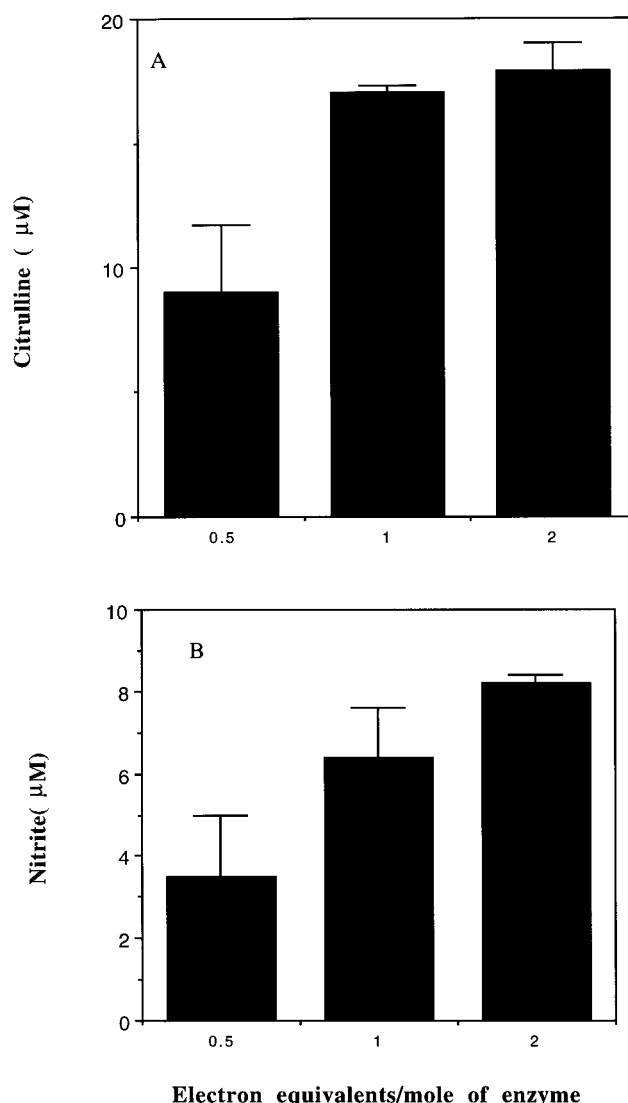 A
20
10
0
Citrulline ( μM)
0.5 1 2
B
10
8
6
4
2
0
Nitrite( μM)
0.5 1 2
Electron equivalents/mole of enzyme